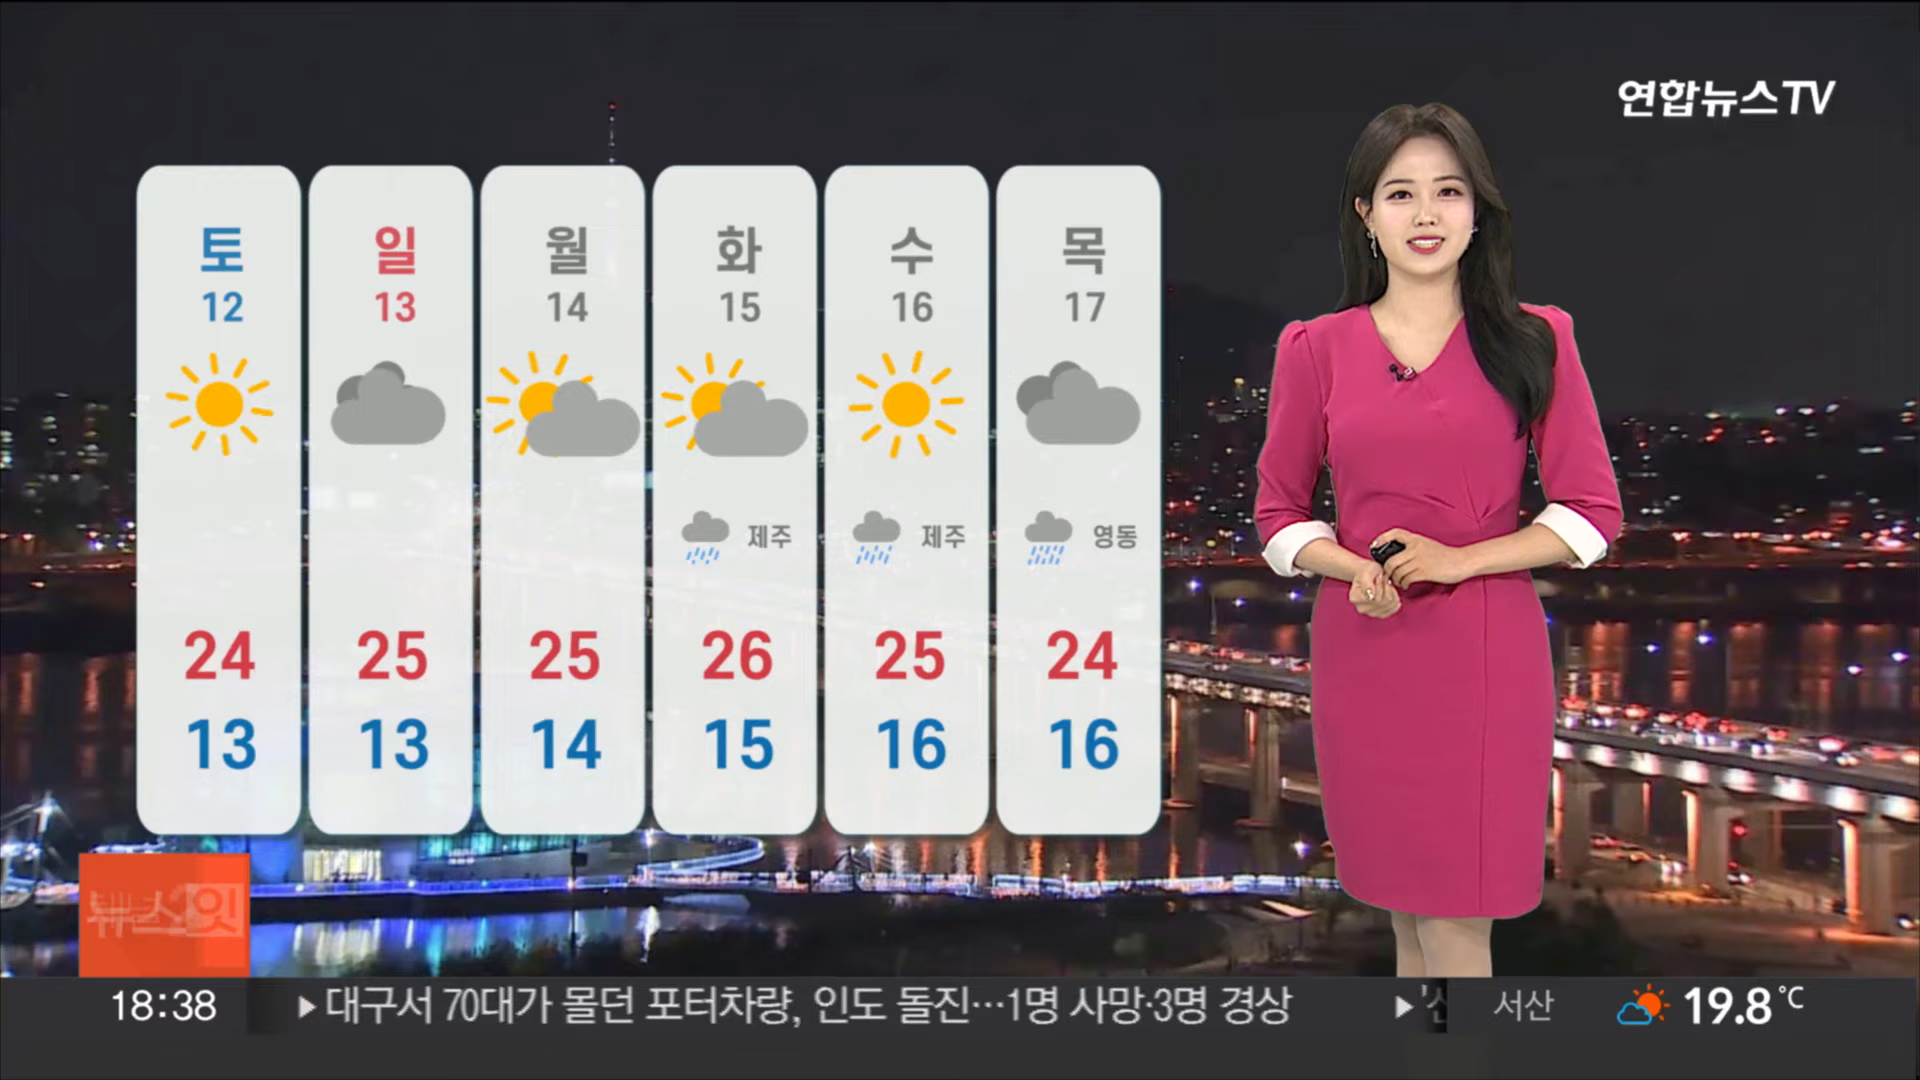 연합뉴스TV
토 일 월 화 수 목
12 13 14 15 16 17
제주 제주 영동
24 25 25 26 25 24
13 13 14 15 16 16
18:38 ▶대구서 70대가 몰던 포터차량, 인도 돌진…1명 사망·3명 경상 ▶ 서산 19.8℃